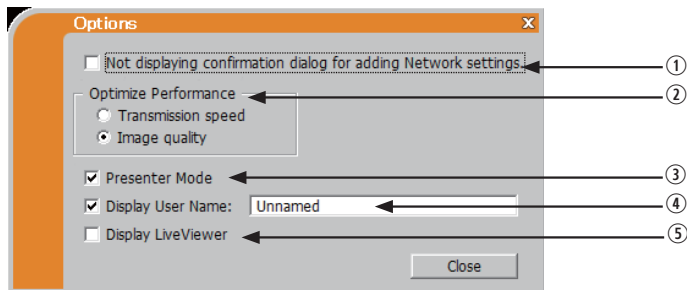 Options
x
Not displaying confirmation dialog for adding Network settings.
①
Optimize Performance
②
Transmission speed
Image quality
Presenter Mode
③
Display User Name: Unnamed
④
Display LiveViewer
⑤
Close